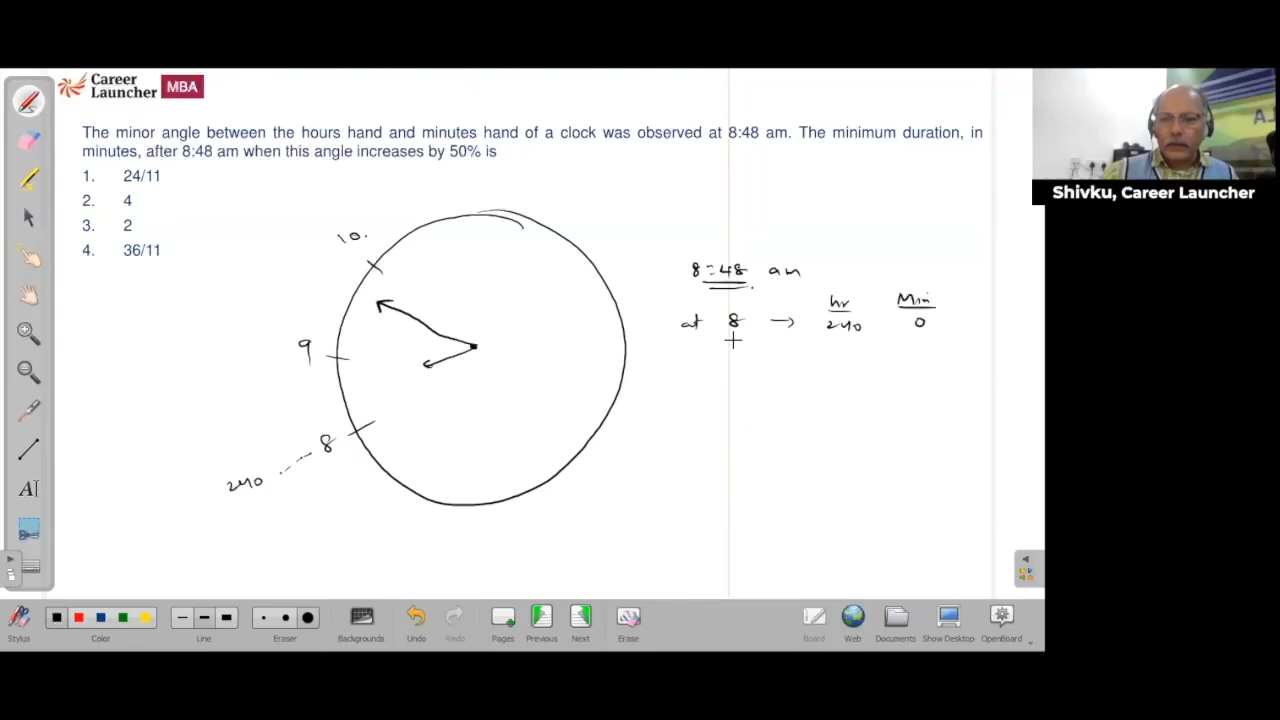 Career
Launcher MBA
The minor angle between the hours hand and minutes hand of a clock was observed at 8:48 am. The minimum duration, in
minutes, after 8:48 am when this angle increases by 50% is
1. 24/11
2. 4
3. 2
4. 36/11
10.
9
8
240
8:48 am
hr Min
at 8 → 240 0
Shivku, Career Launcher
AI
Stylus
Color
Line
Eraser
Backgrounds
Undo
Redo
Pages
Previous
Next
Erase
Board
Web
Documents
Show Desktop
OpenBoard